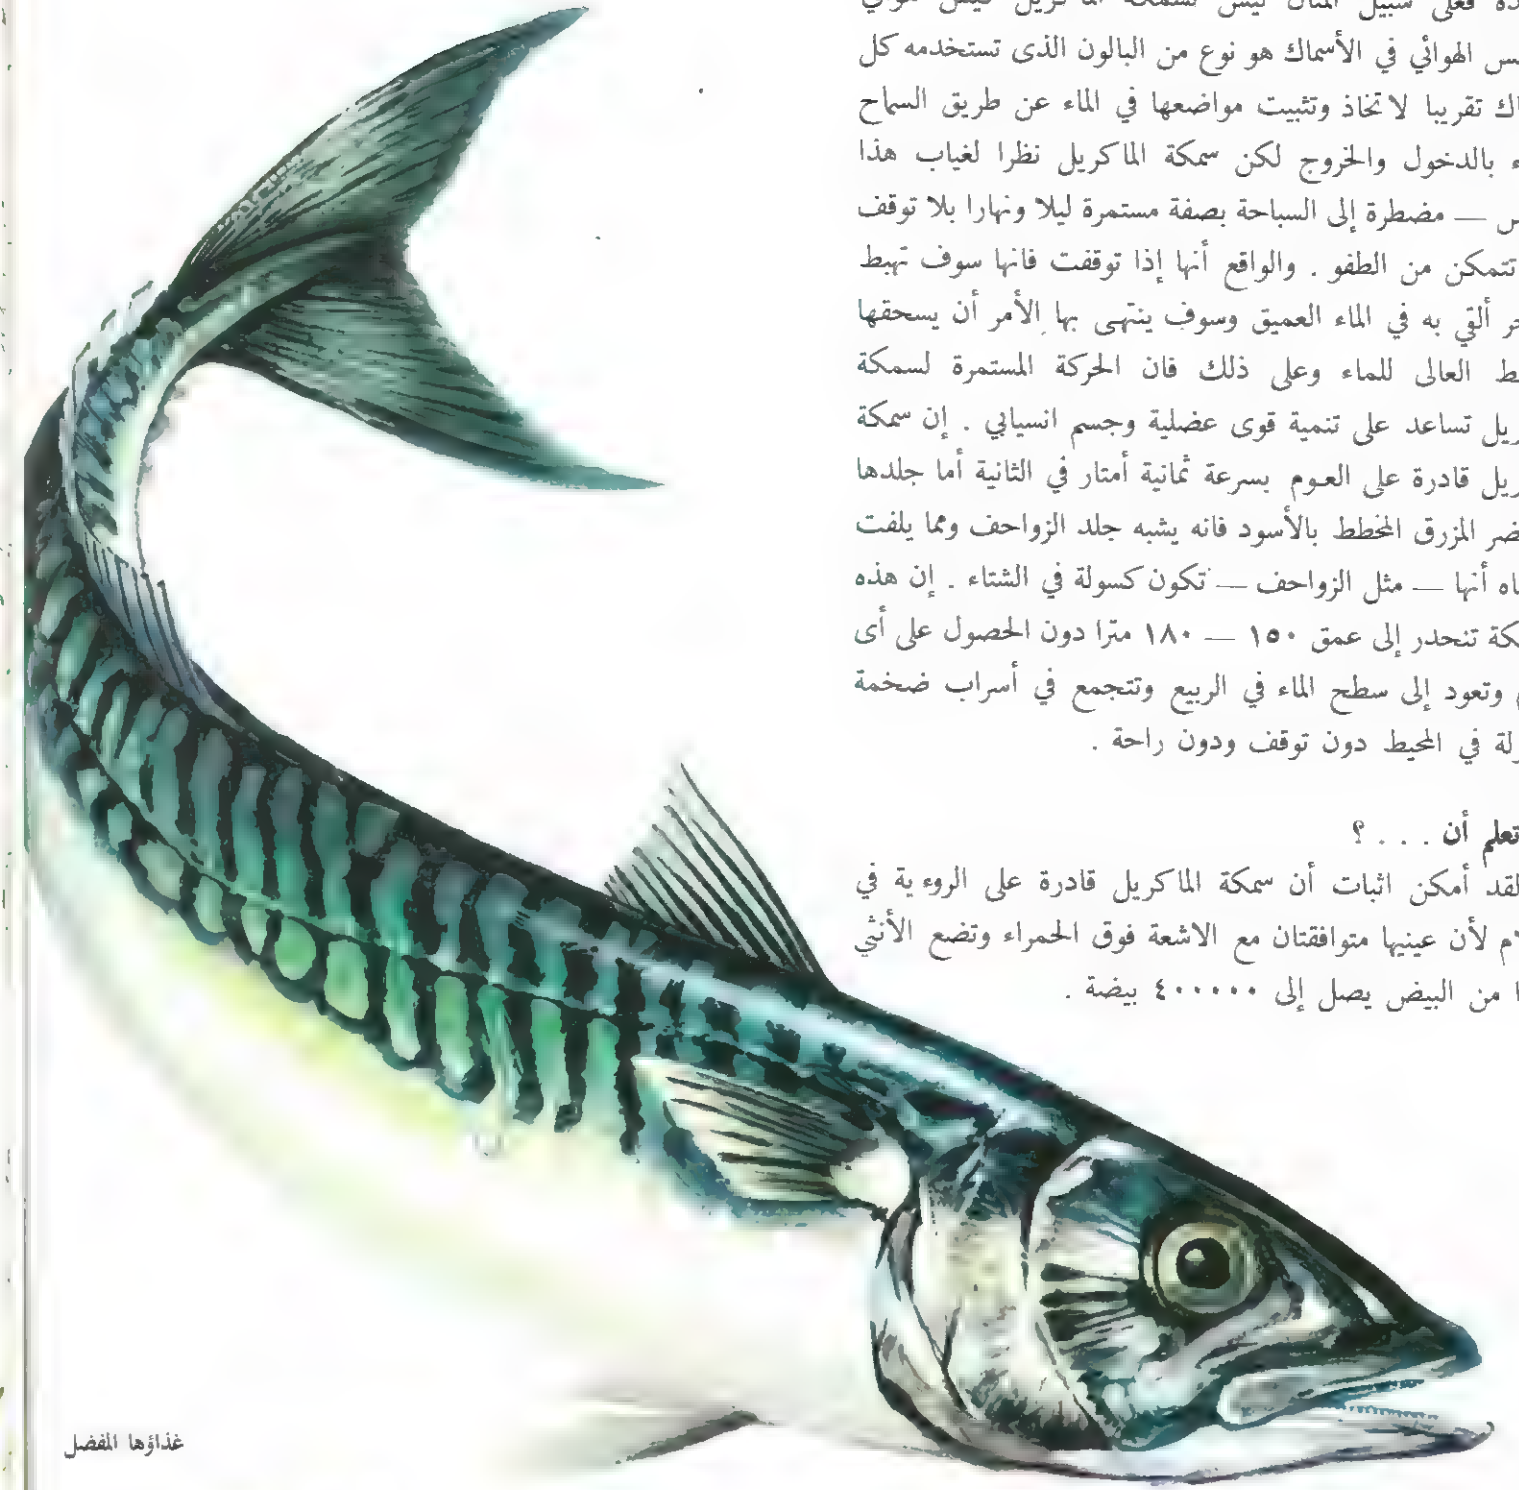 فعلى سبيل المثال ليس لسمكة الماكريل
الهوائي في الأسماك هو نوع من البالون الذى تستخدمه كل
تقريبا لاتخاذ وتثبيت مواضعها في الماء عن طريق السماح
بالدخول والخروج لكن سمكة الماكريل نظرا لغياب هذا
— مضطرة إلى السباحة بصفة مستمرة ليلا ونهارا بلا توقف
تتمكن من الطفو . والواقع أنها إذا توقفت فانها سوف تهبط
ألقي به في الماء العميق وسوف ينتهى بها الأمر أن يسحقها
العالى للماء وعلى ذلك فان الحركة المستمرة لسمكة
تساعد على تنمية قوى عضلية وجسم انسيابي . إن سمكة
قادرة على العوم بسرعة ثمانية أمتار في الثانية أما جلدها
المزرق المخطط بالأسود فانه يشبه جلد الزواحف ومما يلفت
أنها — مثل الزواحف — تكون كسولة في الشتاء . إن هذه
تنحدر إلى عمق ١٥٠ — ١٨٠ مترا دون الحصول على أى
وتعود إلى سطح الماء في الربيع وتتجمع في أسراب ضخمة
في المحيط دون توقف ودون راحة .
تعلم أن . . . . ؟
لقد أمكن اثبات أن سمكة الماكريل قادرة على الروءية في
لأن عينيها متوافقتان مع الاشعة فوق الحمراء وتضع الأنثي
من البيض يصل إلى ٤٠٠٠٠٠ بيضة .
غذاؤها المفضل